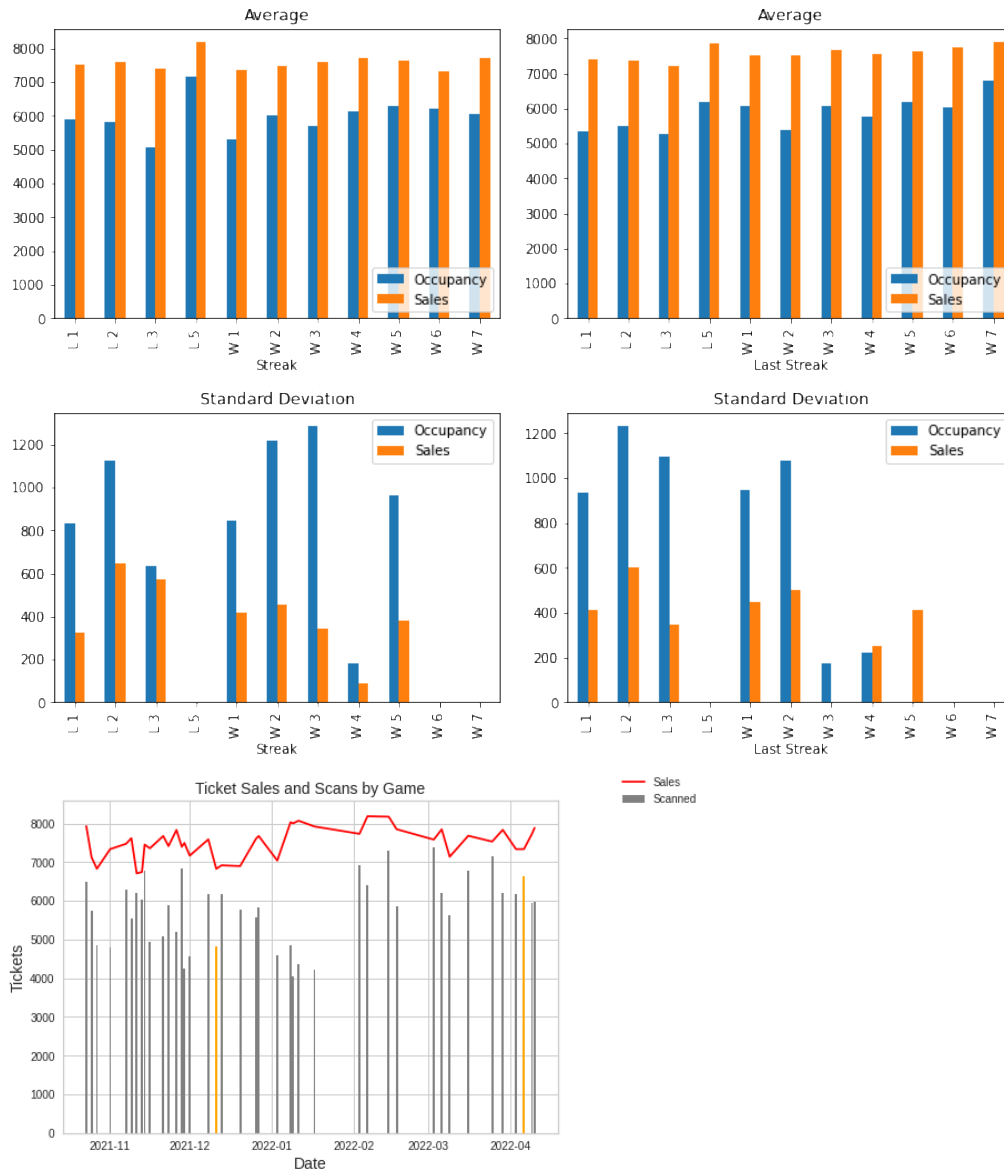 Average
8000
7000
6000
5000
4000
3000
2000
1000
0
Occupancy
Sales
L 1
L 2
L 3
L 5
W 1
W 2
W 3
W 4
W 5
W 6
W 7
Streak
Average
8000
7000
6000
5000
4000
3000
2000
1000
0
Occupancy
Sales
L 1
L 2
L 3
L 5
W 1
W 2
W 3
W 4
W 5
W 6
W 7
Last Streak
Standard Deviation
1200
1000
800
600
400
200
0
Occupancy
Sales
L 1
L 2
L 3
L 5
W 1
W 2
W 3
W 4
W 5
W 6
W 7
Streak
Standard Deviation
1200
1000
800
600
400
200
0
Occupancy
Sales
L 1
L 2
L 3
L 5
W 1
W 2
W 3
W 4
W 5
W 6
W 7
Last Streak
Ticket Sales and Scans by Game
Sales
Scanned
Tickets
8000
7000
6000
5000
4000
3000
2000
1000
0
2021-11
2021-12
2022-01
2022-02
2022-03
2022-04
Date